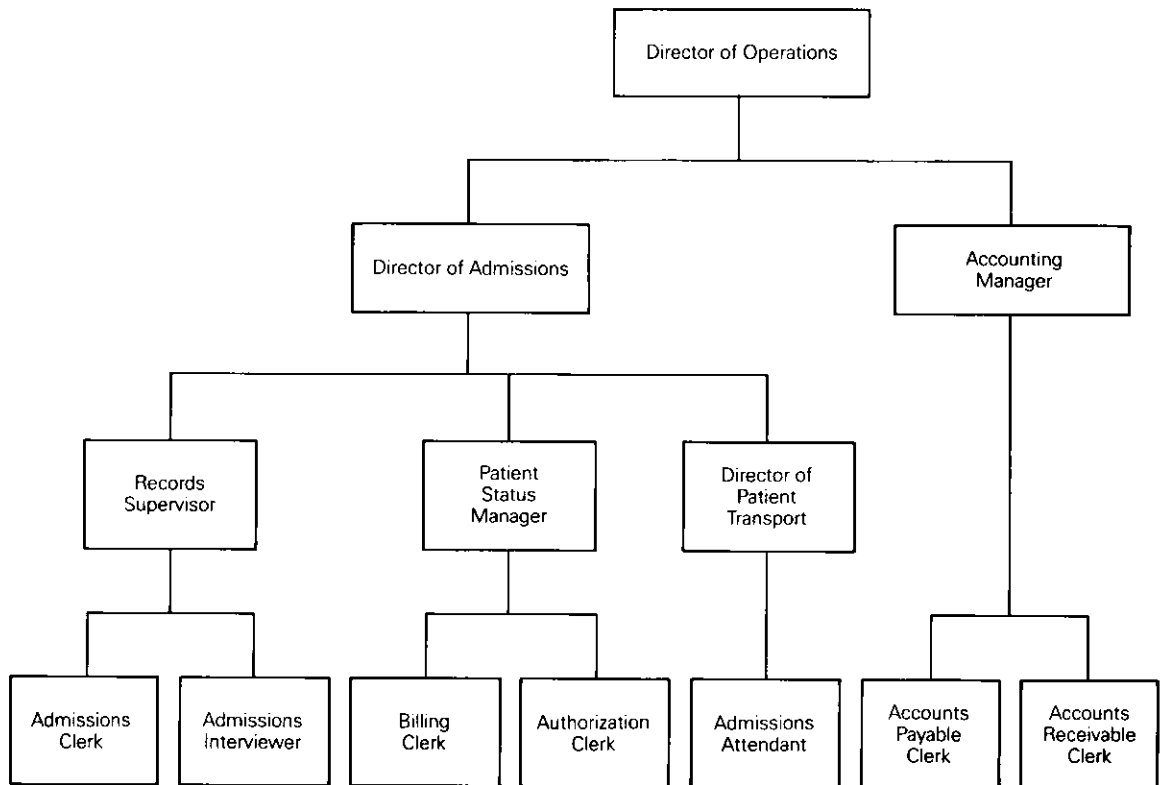 Director of Operations
Director of Admissions
Accounting
Manager
Records
Supervisor
Patient
Status
Manager
Director of
Patient
Transport
Admissions
Clerk
Admissions
Interviewer
Billing
Clerk
Authorization
Clerk
Admissions
Attendant
Accounts
Payable
Clerk
Accounts
Receivable
Clerk